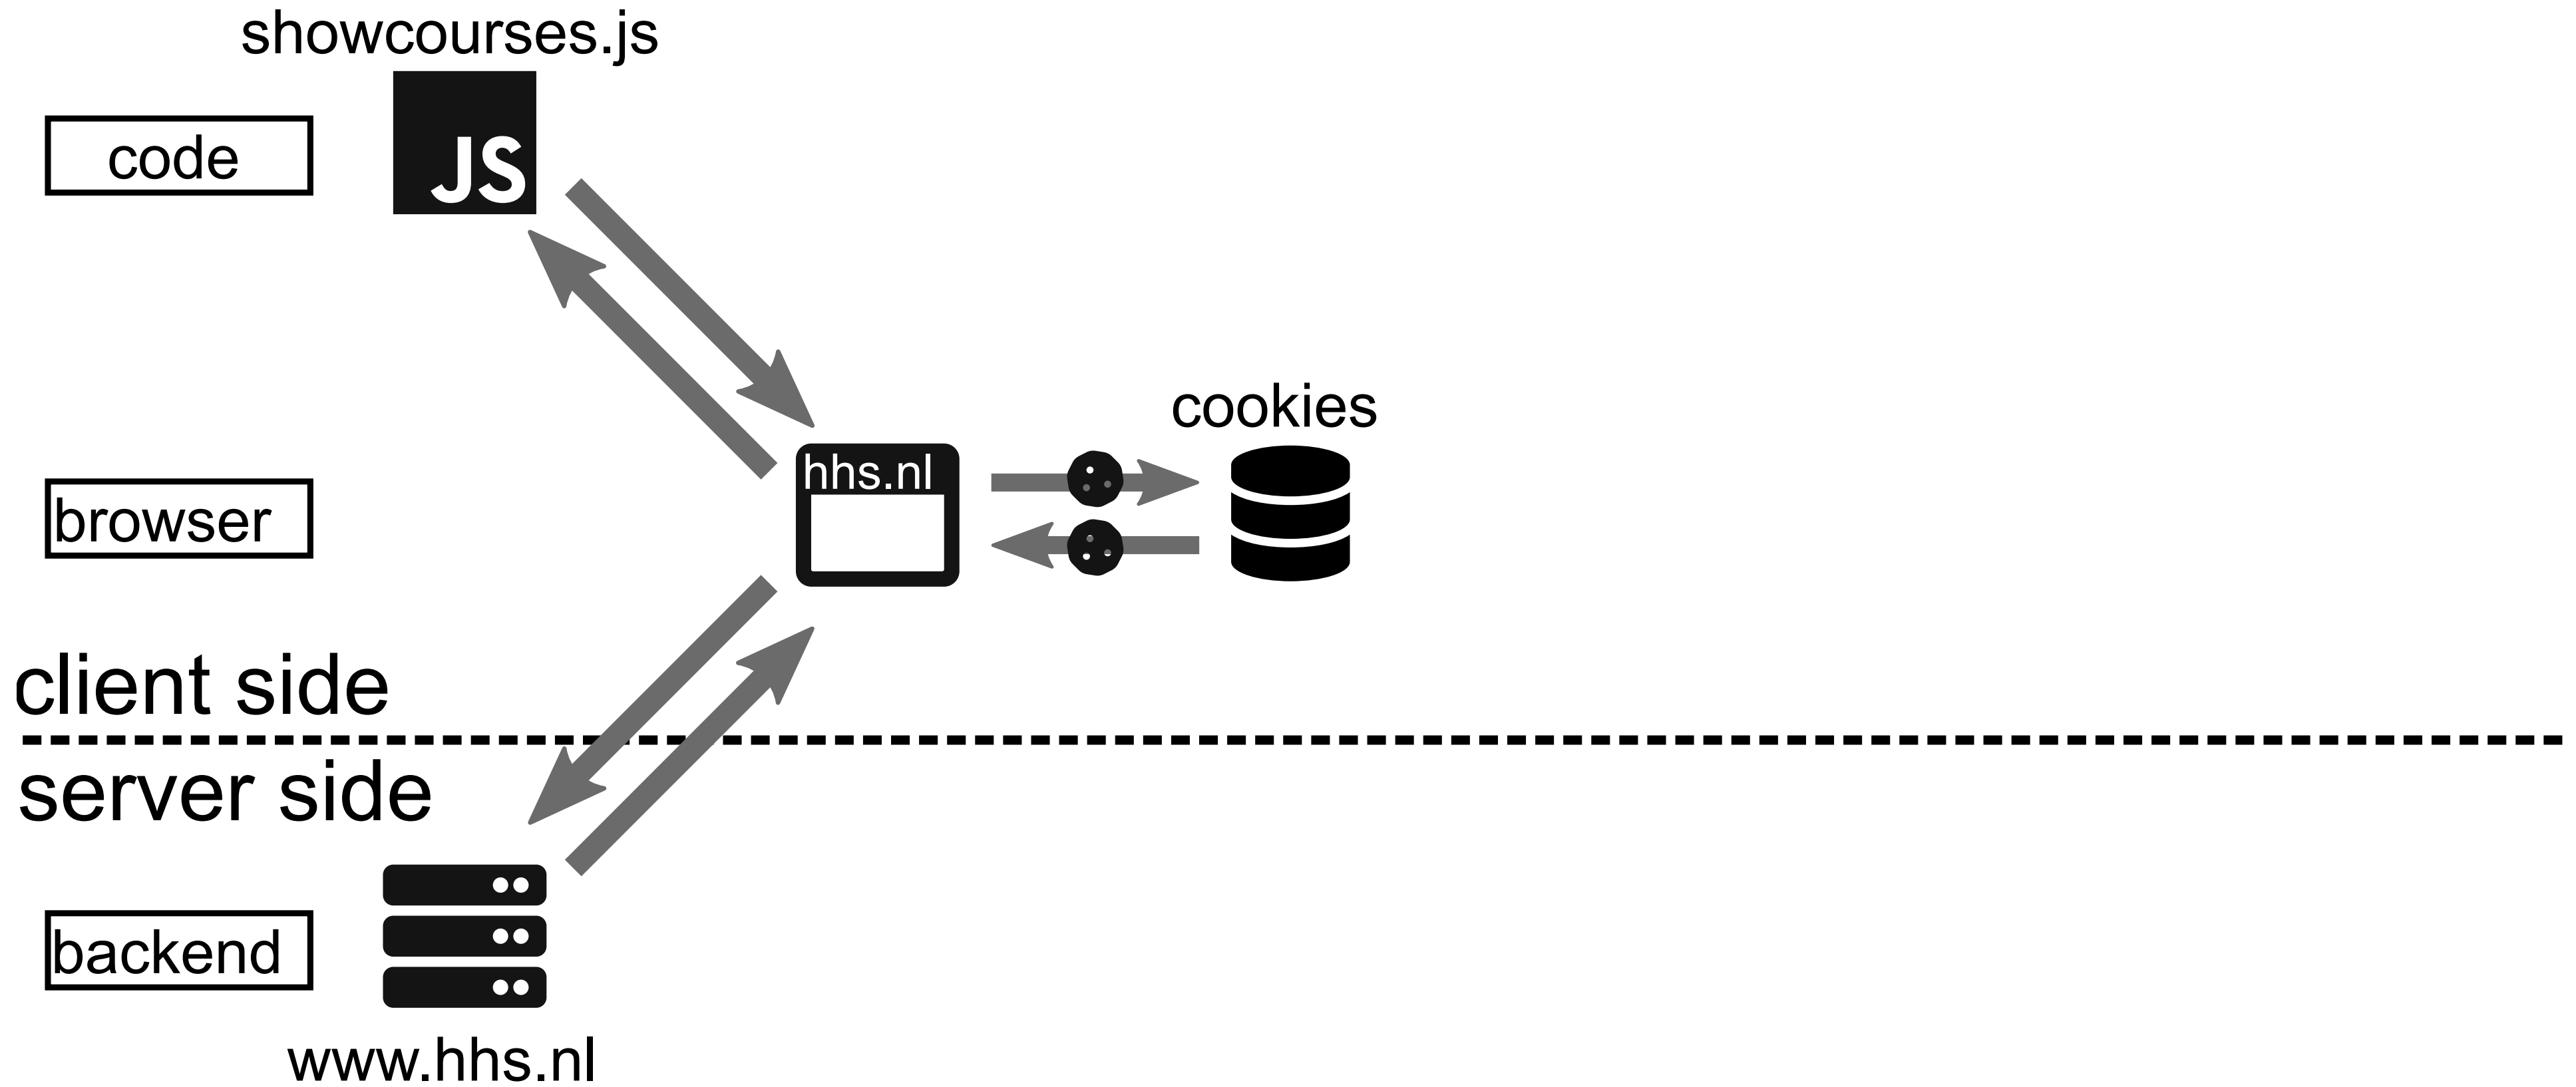 showcourses.js
code
JS
cookies
hhs.nl
browser
client side
server side
backend
www.hhs.nl